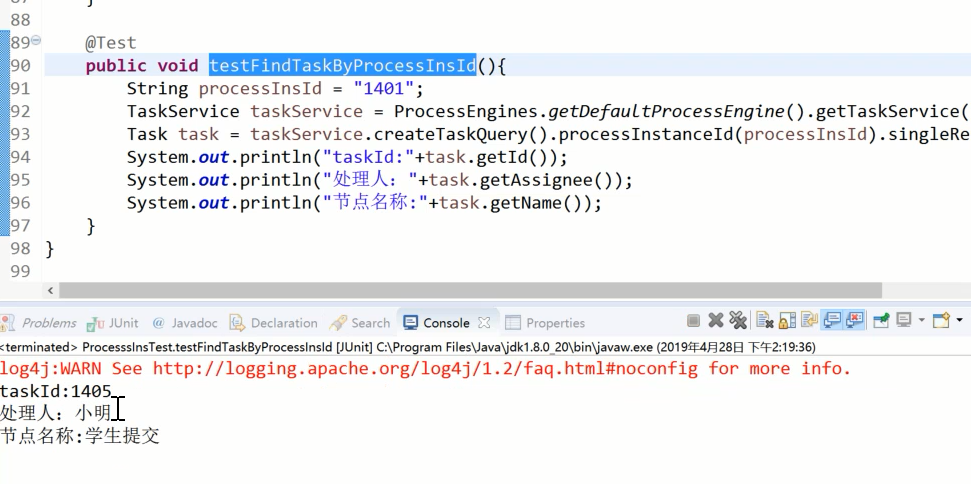 87 }
88
89 @Test
90 public void testFindTaskByProcessInsId(){
91 String processInsId = "1401";
92 TaskService taskService = ProcessEngines.getDefaultProcessEngine().getTaskService(
93 Task task = taskService.createTaskQuery().processInstanceId(processInsId).singleRe
94 System.out.println("taskId:"+task.getId());
95 System.out.println("处理人: "+task.getAssignee());
96 System.out.println("节点名称:"+task.getName());
97 }
98 }
99
Problems JUnit @ Javadoc Declaration Search Console Properties
<terminated> ProcesssInsTest.testFindTaskByProcessInsId [JUnit] C:\Program Files\Java\jdk1.8.0_20\bin\javaw.exe (2019年4月28日 下午2:19:36)
log4j:WARN See http://logging.apache.org/log4j/1.2/faq.html#noconfig for more info.
taskId:1405
处理人: 小明
节点名称:学生提交